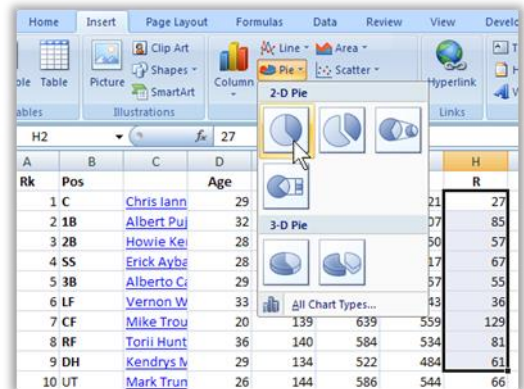 Home Insert Page Layout Formulas Data Review View
Table Picture Clip Art Shapes SmartArt Column Line Area Pie Scatter Hyperlink
Illustrations Links
2-D Pie
H2 fx 27
A B C D H
Rk Pos Age R
1 C Chris Iann 29 27
2 1B Albert Puj 32 85
3 2B Howie Ke 28 57
4 SS Erick Ayba 28 67
3-D Pie
5 3B Alberto Ca 29 55
6 LF Vernon W 33 43 36
All Chart Types...
7 CF Mike Trou 20 139 639 559 129
8 RF Torii Hunt 36 140 584 534 81
9 DH Kendrys M 29 134 522 484 61
10 UT Mark Trun 26 144 586 544 66